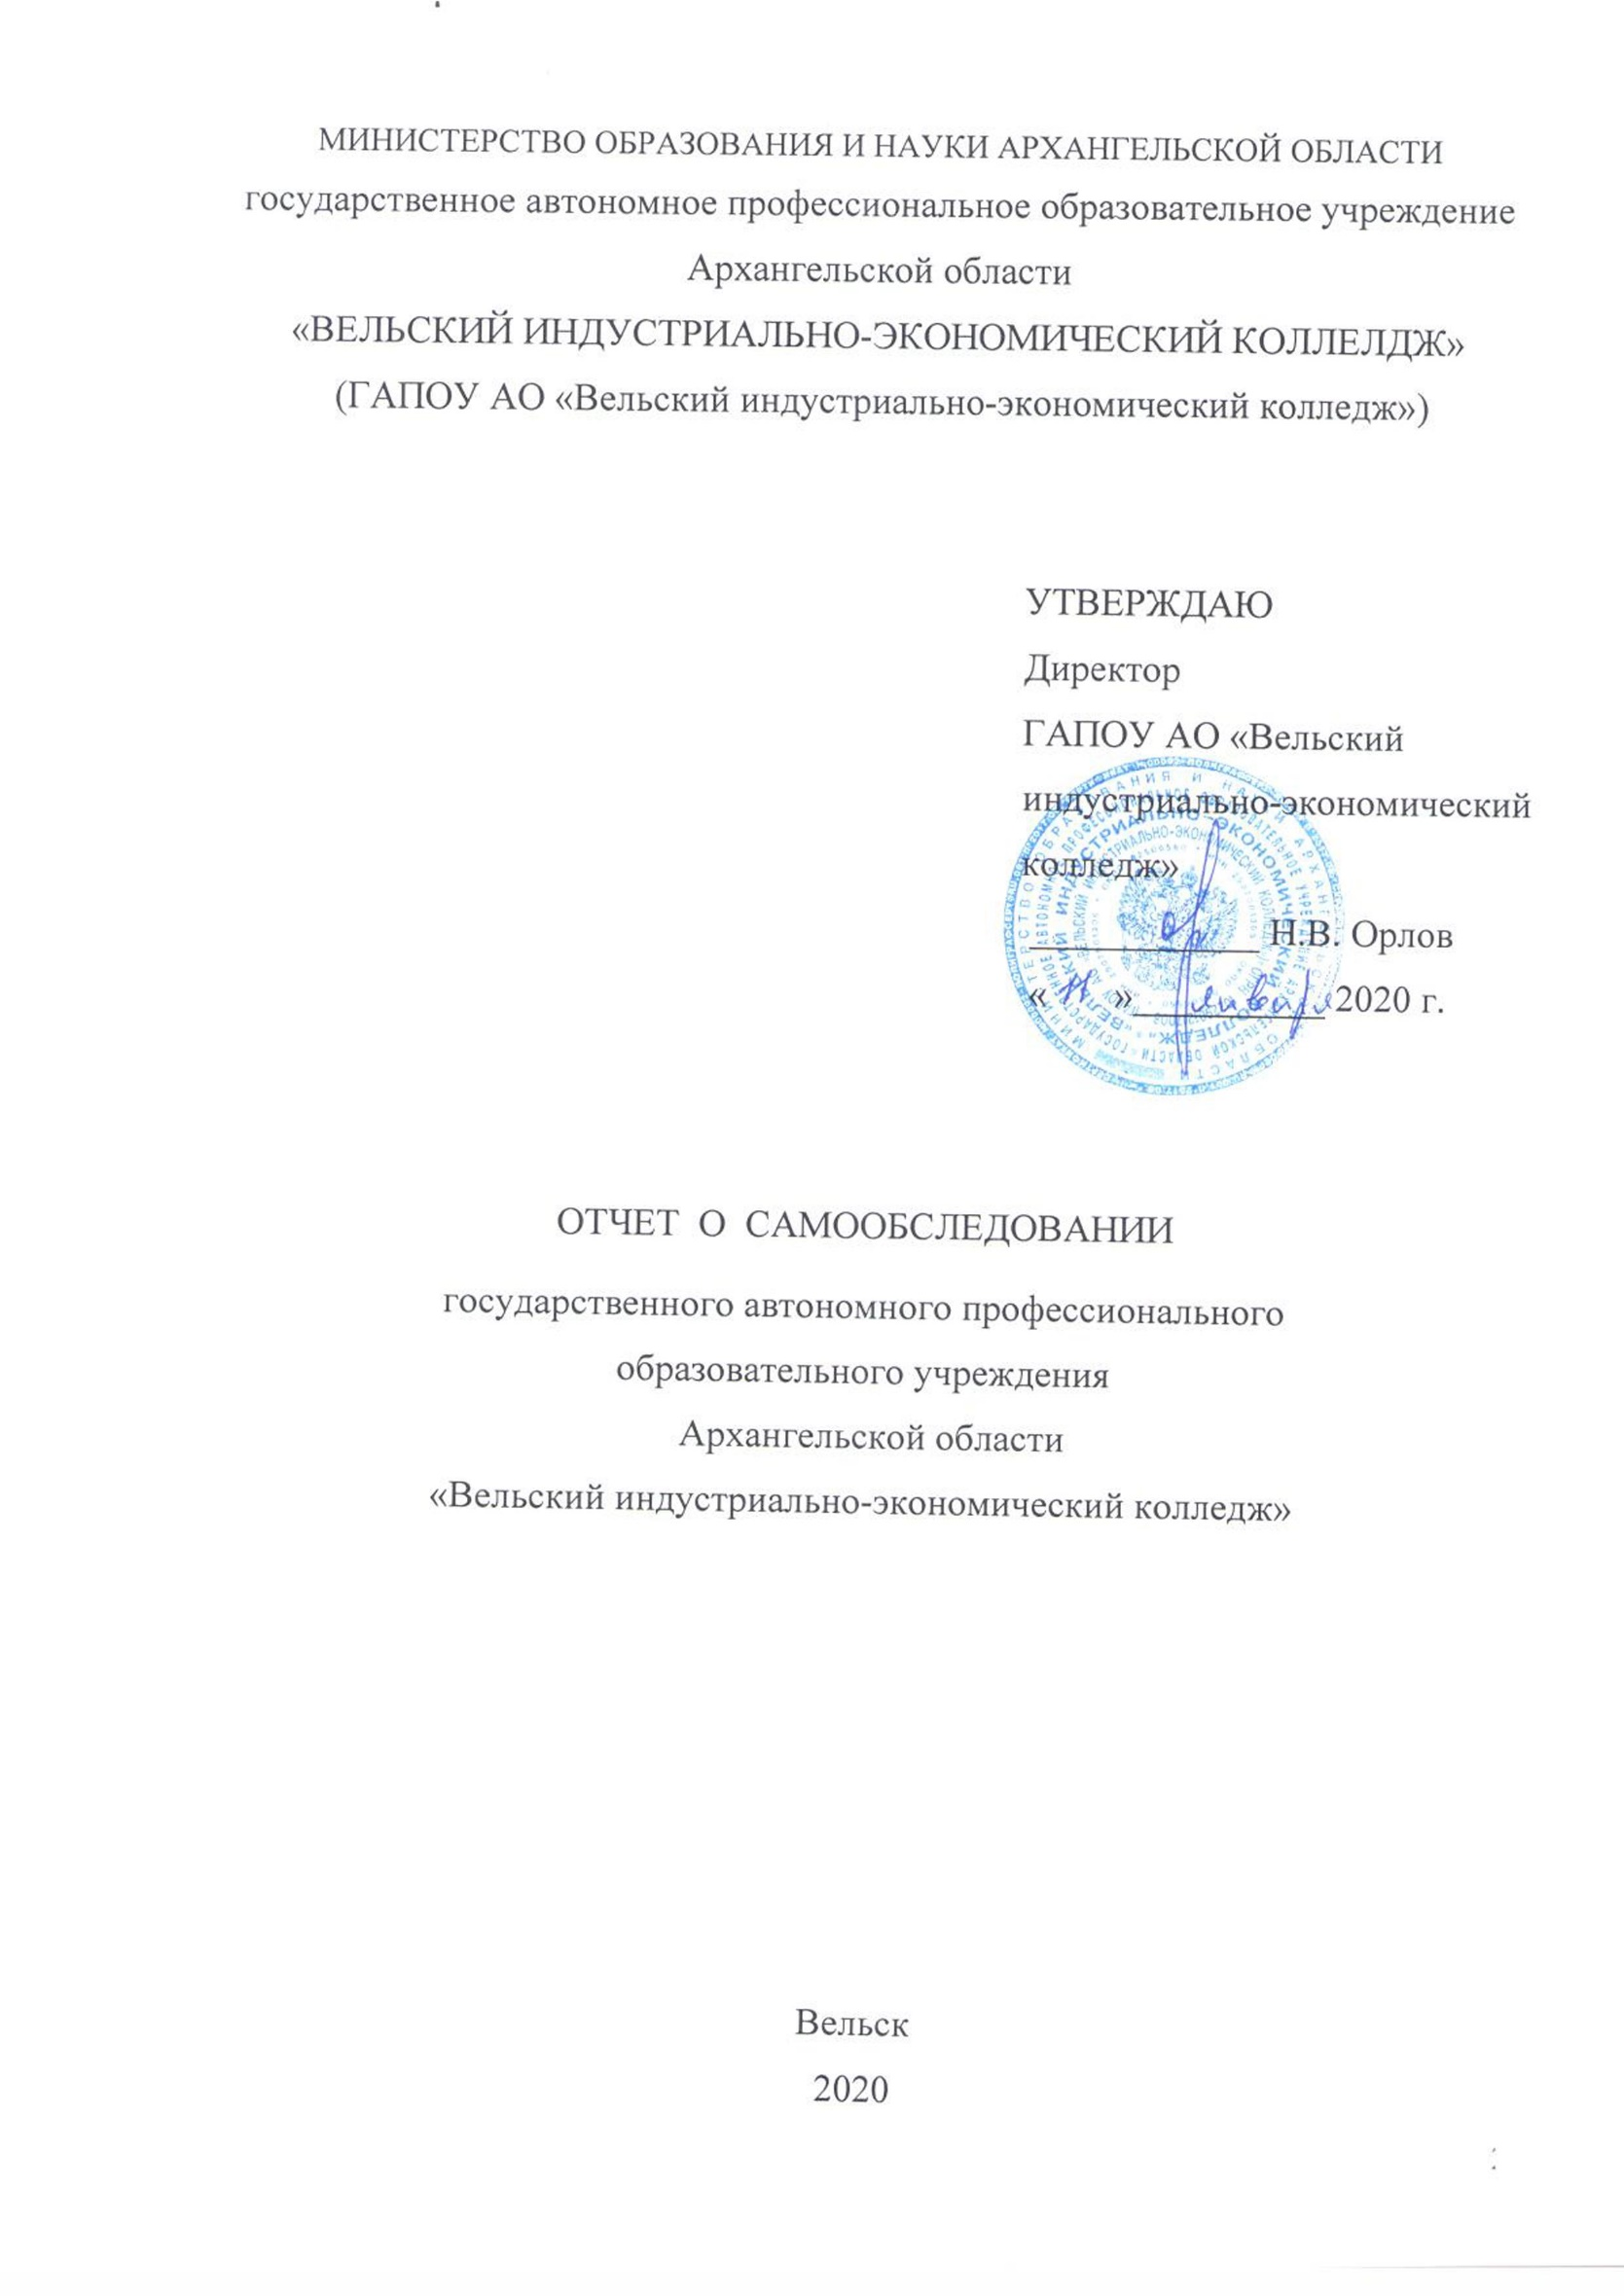 МИНИСТЕРСТВО ОБРАЗОВАНИЯ И НАУКИ АРХАНГЕЛЬСКОЙ ОБЛАСТИ
государственное автономное профессиональное образовательное учреждение
Архангельской области
«ВЕЛЬСКИЙ ИНДУСТРИАЛЬНО-ЭКОНОМИЧЕСКИЙ КОЛЛЕЛДЖ»
(ГАПОУ АО «Вельский индустриально-экономический колледж»)
УТВЕРЖДАЮ
Директор
ГАПОУ АО «Вельский
индустриально-экономический
колледж»
Н.В. Орлов
« » января 2020 г.
ОТЧЕТ О САМООБСЛЕДОВАНИИ
государственного автономного профессионального
образовательного учреждения
Архангельской области
«Вельский индустриально-экономический колледж»
Вельск
2020